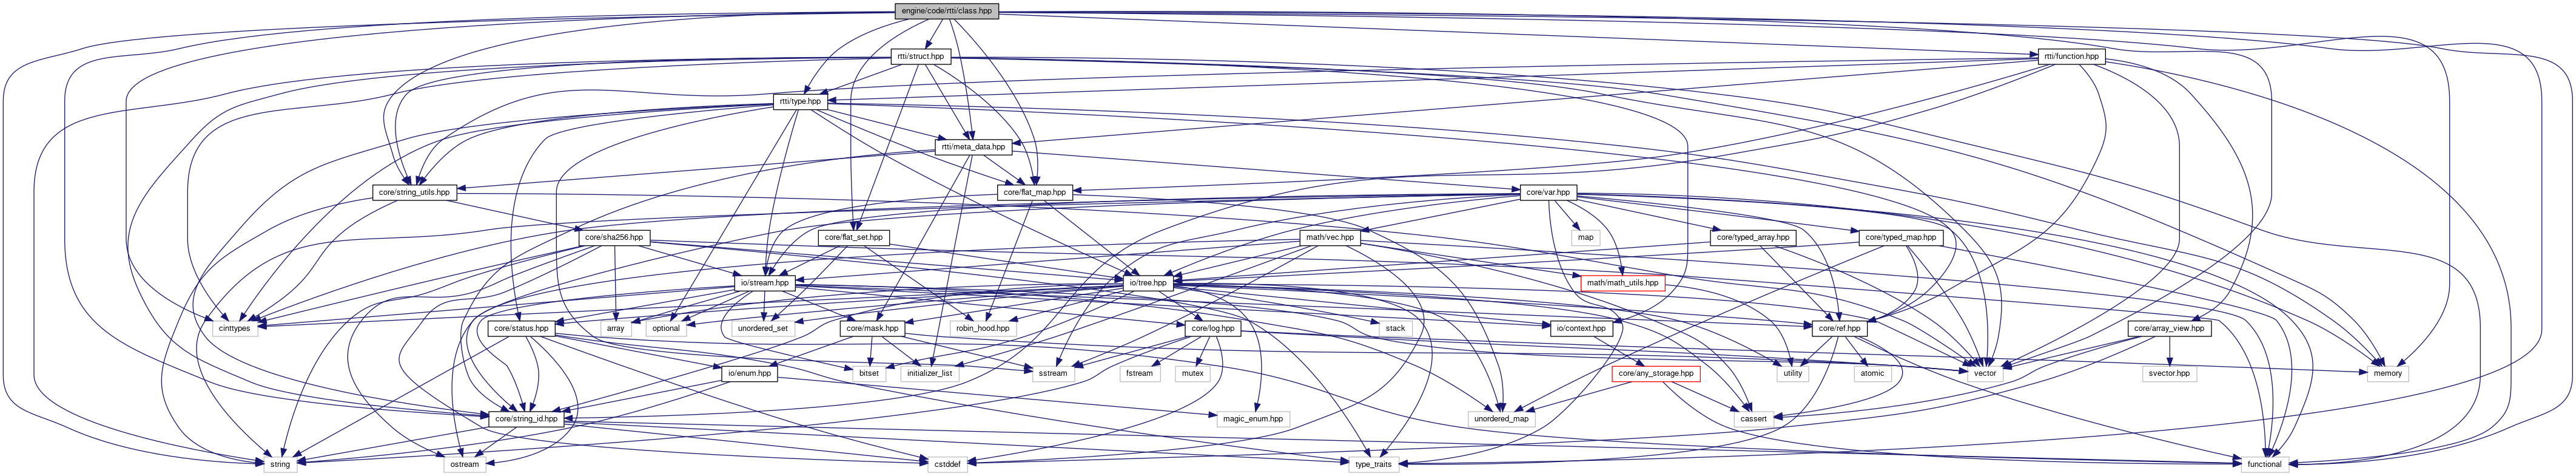 engine/code/rtti/class.hpp
rtti/struct.hpp
rtti/function.hpp
rtti/type.hpp
rtti/meta_data.hpp
core/string_utils.hpp
core/flat_map.hpp
core/var.hpp
core/sha256.hpp
core/flat_set.hpp
math/vec.hpp
map
core/typed_array.hpp
core/typed_map.hpp
io/stream.hpp
io/tree.hpp
math/math_utils.hpp
cinttypes
core/status.hpp
array
optional
unordered_set
core/mask.hpp
robin_hood.hpp
core/log.hpp
stack
io/context.hpp
core/ref.hpp
core/array_view.hpp
io/enum.hpp
bitset
initializer_list
sstream
fstream
mutex
core/any_storage.hpp
utility
atomic
vector
svector.hpp
memory
core/string_id.hpp
magic_enum.hpp
unordered_map
cassert
string
ostream
cstddef
type_traits
functional